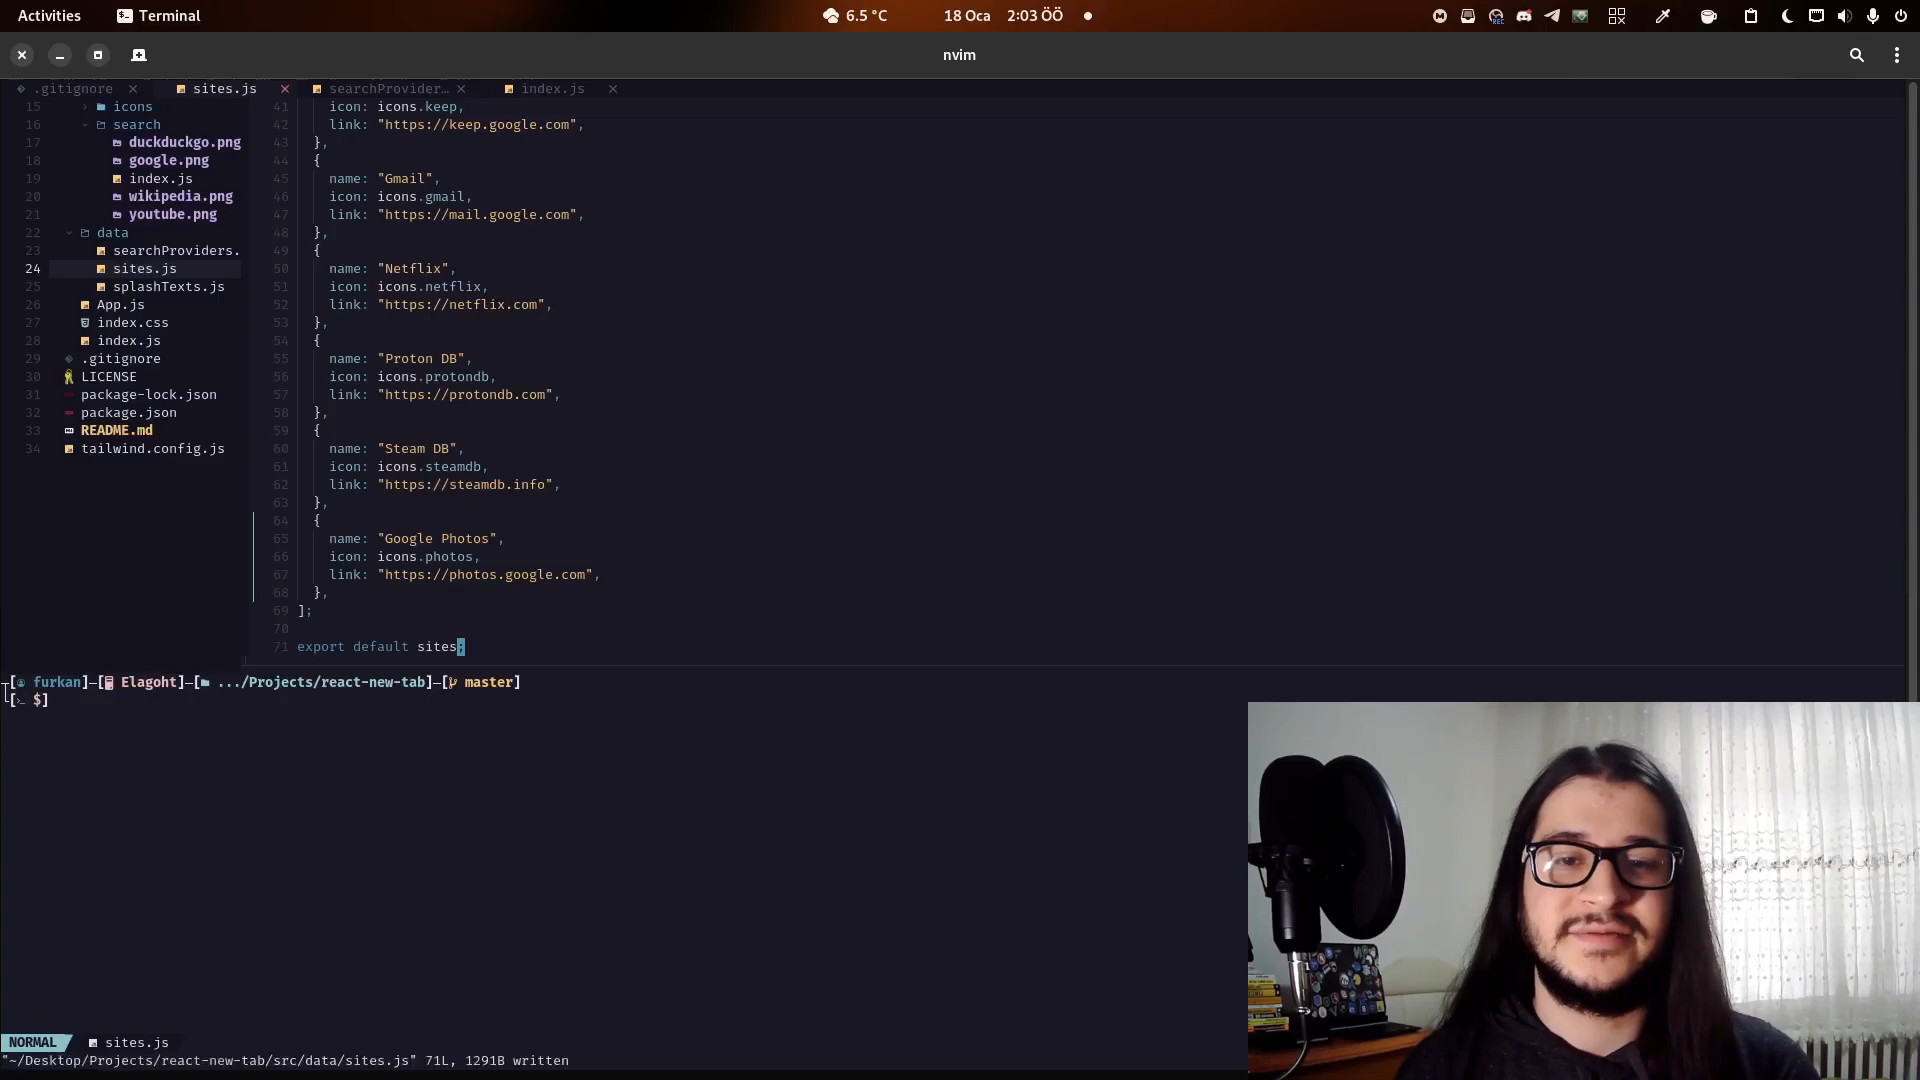 Activities Terminal 6.5 °C 18 Oca 2:03 ÖÖ
nvim
.gitignore sites.js searchProvider… index.js
15 icons
16 search
17 duckduckgo.png
18 google.png
19 index.js
20 wikipedia.png
21 youtube.png
22 data
23 searchProviders.
24 sites.js
25 splashTexts.js
26 App.js
27 index.css
28 index.js
29 .gitignore
30 LICENSE
31 package-lock.json
32 package.json
33 README.md
34 tailwind.config.js
41 icon: icons.keep,
42 link: "https://keep.google.com",
43 },
44 {
45 name: "Gmail",
46 icon: icons.gmail,
47 link: "https://mail.google.com",
48 },
49 {
50 name: "Netflix",
51 icon: icons.netflix,
52 link: "https://netflix.com",
53 },
54 {
55 name: "Proton DB",
56 icon: icons.protondb,
57 link: "https://protondb.com",
58 },
59 {
60 name: "Steam DB",
61 icon: icons.steamdb,
62 link: "https://steamdb.info",
63 },
64 {
65 name: "Google Photos",
66 icon: icons.photos,
67 link: "https://photos.google.com",
68 },
69 ];
70
71 export default sites;
[furkan]—[Elagoht]—[.../Projects/react-new-tab]—[master]
[$]
NORMAL sites.js
"~/Desktop/Projects/react-new-tab/src/data/sites.js" 71L, 1291B written